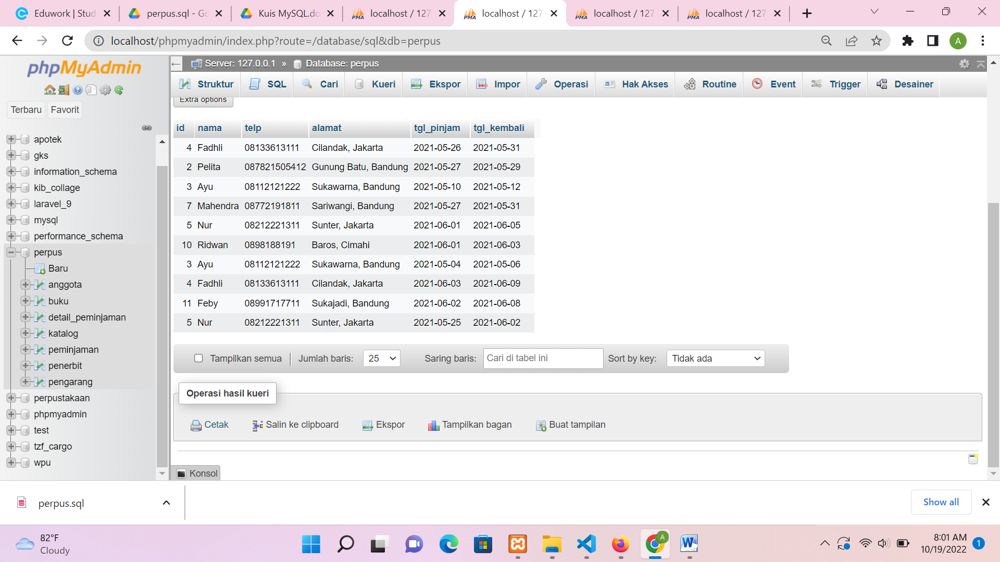 Eduwork | Stud
perpus.sql - Go
Kuis MySQL.do
localhost / 127
localhost / 127
localhost / 127
localhost / 127
localhost/phpmyadmin/index.php?route=/database/sql&db=perpus
A
phpMyAdmin
Terbaru Favorit
apotek
gks
information_schema
kib_collage
laravel_9
mysql
performance_schema
perpus
Baru
anggota
buku
detail_peminjaman
katalog
peminjaman
penerbit
pengarang
perpustakaan
phpmyadmin
test
tzf_cargo
wpu
Server: 127.0.0.1 » Database: perpus
Struktur SQL Cari Kueri Ekspor Impor Operasi Hak Akses Routine Event Trigger Desainer
Extra options
id nama telp alamat tgl_pinjam tgl_kembali
4 Fadhli 08133613111 Cilandak, Jakarta 2021-05-26 2021-05-31
2 Pelita 087821505412 Gunung Batu, Bandung 2021-05-27 2021-05-29
3 Ayu 08112121222 Sukawarna, Bandung 2021-05-10 2021-05-12
7 Mahendra 08772191811 Sariwangi, Bandung 2021-05-27 2021-05-31
5 Nur 08212221311 Sunter, Jakarta 2021-06-01 2021-06-05
10 Ridwan 0898188191 Baros, Cimahi 2021-06-01 2021-06-03
3 Ayu 08112121222 Sukawarna, Bandung 2021-05-04 2021-05-06
4 Fadhli 08133613111 Cilandak, Jakarta 2021-06-03 2021-06-09
11 Feby 08991717711 Sukajadi, Bandung 2021-06-02 2021-06-08
5 Nur 08212221311 Sunter, Jakarta 2021-05-25 2021-06-02
Tampilkan semua | Jumlah baris: 25 Saring baris: Cari di tabel ini Sort by key: Tidak ada
Operasi hasil kueri
Cetak Salin ke clipboard Ekspor Tampilkan bagan Buat tampilan
Konsol
perpus.sql
Show all
82°F
Cloudy
A
8:01 AM
10/19/2022
1